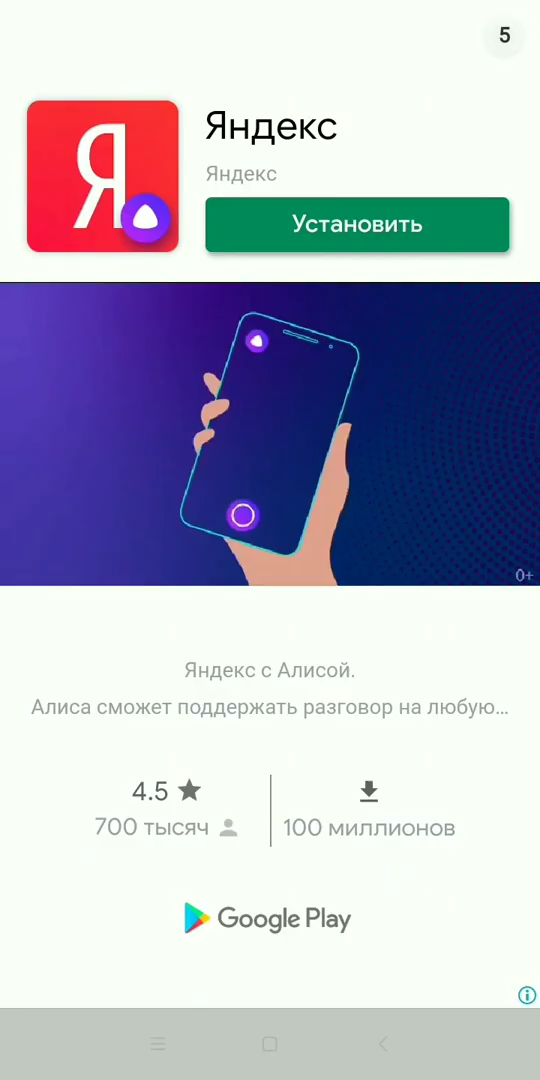 5
Яндекс
Яндекс
Установить
0+
Яндекс с Алисой.
Алиса сможет поддержать разговор на любую...
4.5
700 тысяч
100 миллионов
Google Play